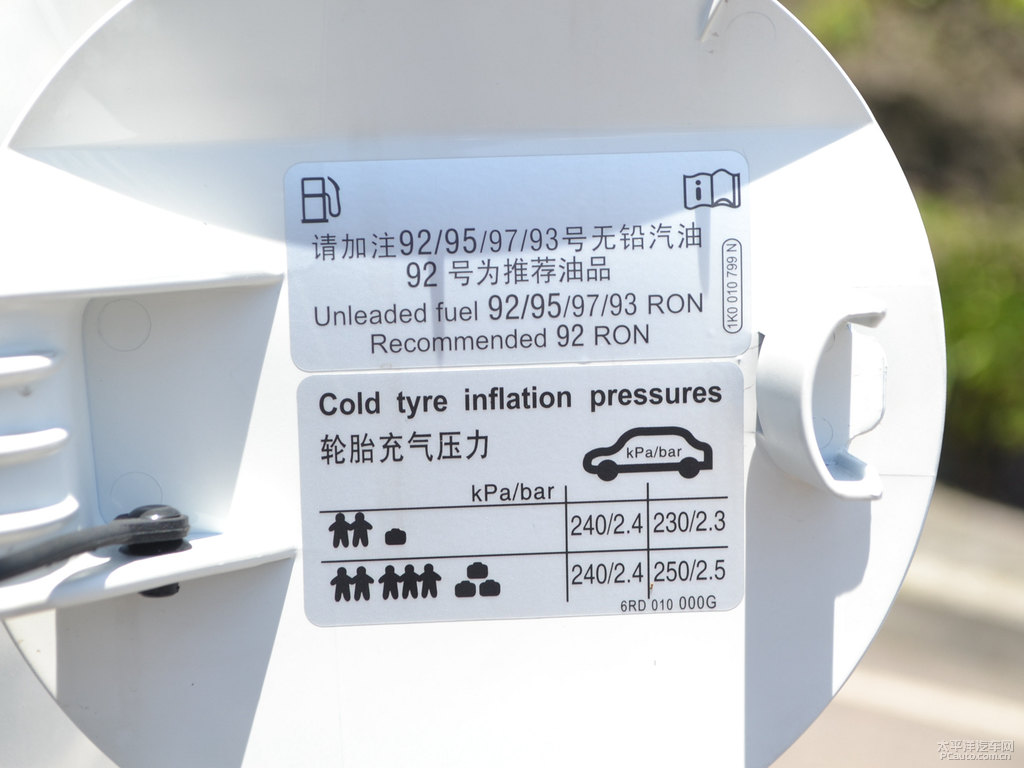 请加注92/95/97/93号无铅汽油
92 号为推荐油品
Unleaded fuel 92/95/97/93 RON
Recommended 92 RON
1K0 010 799 N
Cold tyre inflation pressures
轮胎充气压力
kPa/bar
kPa/bar
240/2.4 230/2.3
240/2.4 250/2.5
6RD 010 000G
太平洋汽车网
PCauto.com.cn